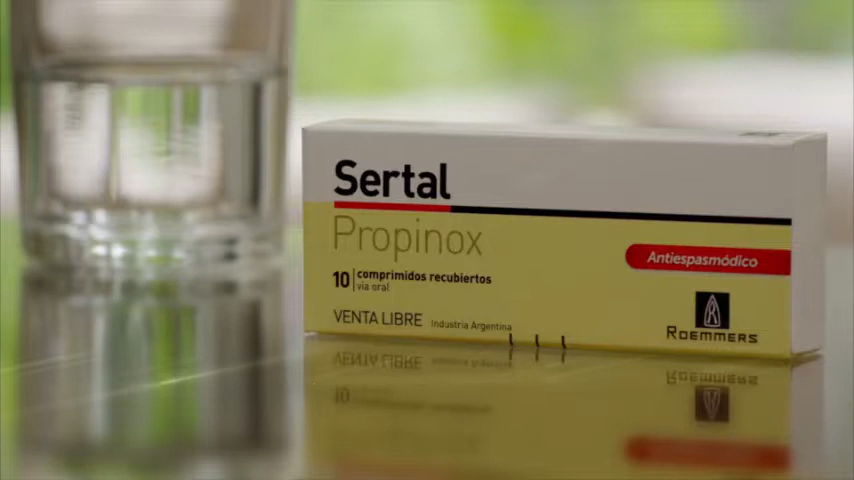 Sertal
Propinox
Antiespasmódico
10 comprimidos recubiertos
vía oral
VENTA LIBRE Industria Argentina
ROEMMERS